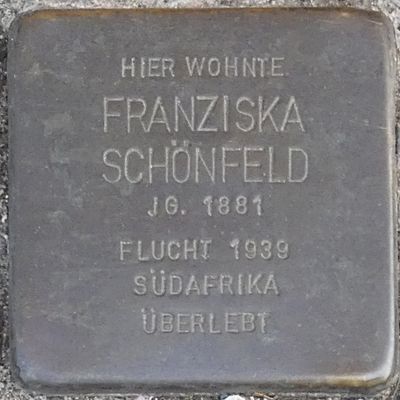 HIER WOHNTE
FRANZISKA
SCHÖNFELD
JG. 1881
FLUCHT 1939
SÜDAFRIKA
ÜBERLEBT